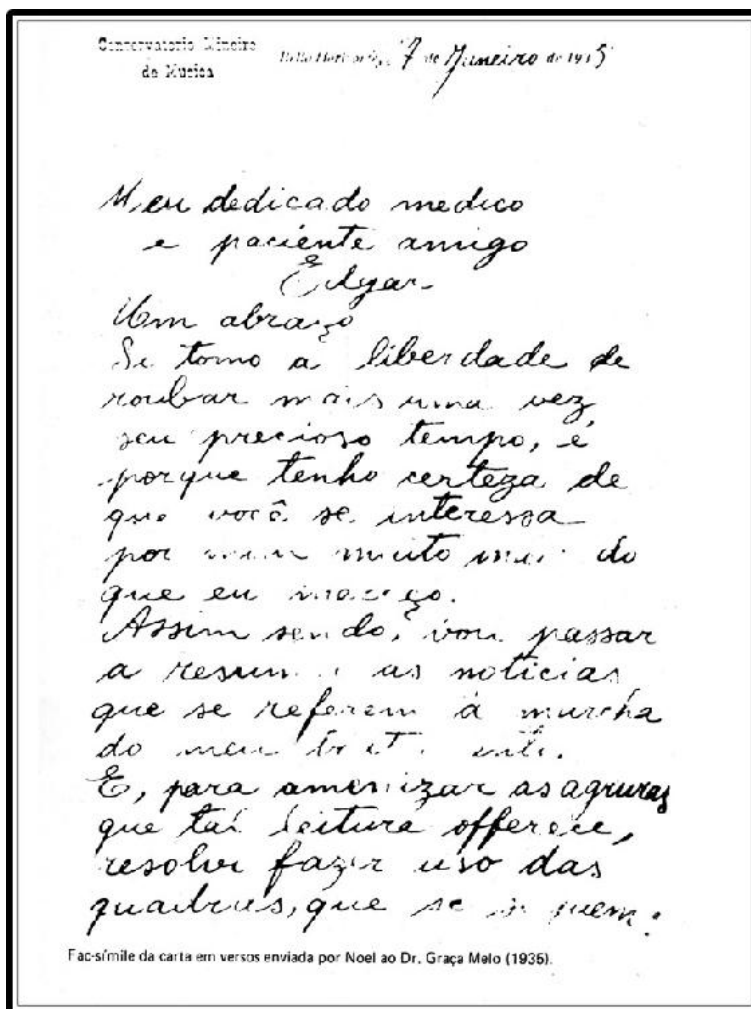 Conservatorio Mineiro
de Musica
Bello Horizonte, 7 de Janeiro de 1935
Meu dedicado medico
e paciente amigo
Edgar
Um abraço
Si tomo a liberdade de
roubar mais uma vez
seu precioso tempo, é
porque tenho certeza de
que você se interessa
por mim muito mais do
que eu mereço.
Assim sendo, vou passar
a resumir as noticias
que se referem à marcha
do meu tratamento.
E, para amenizar as agruras
que tal leitura offerece,
resolvi fazer uso das
quadras, que se seguem:
Fac-símile da carta em versos enviada por Noel ao Dr. Graça Melo (1935).